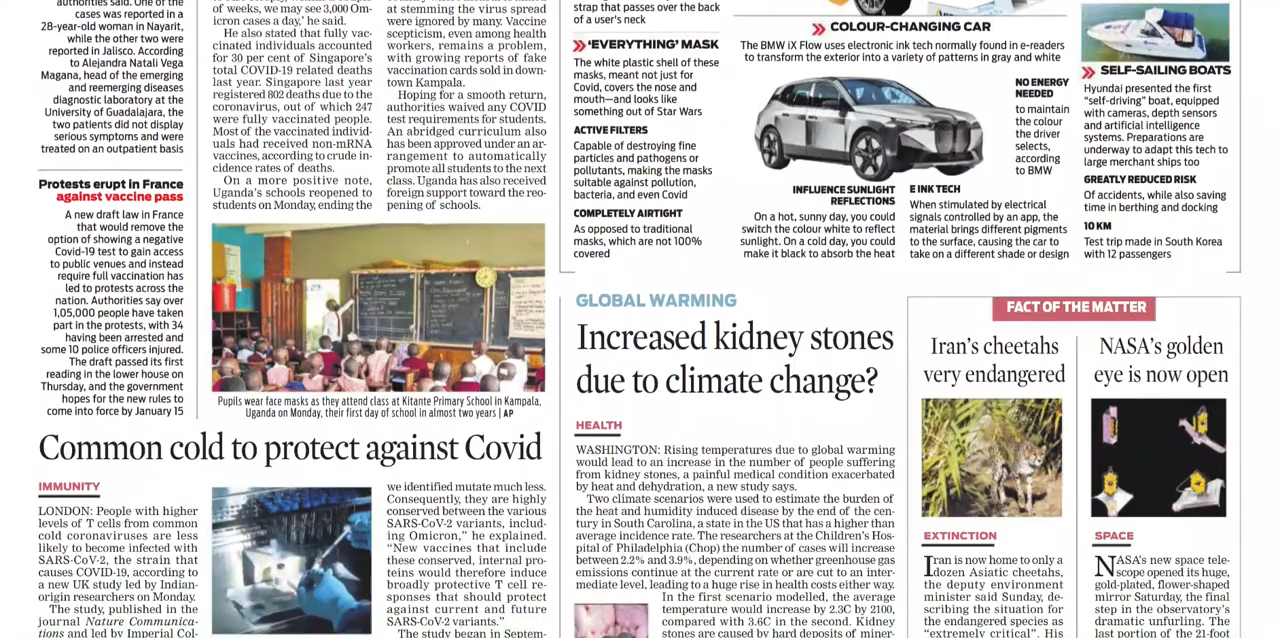 authorities said. One of the
cases was reported in a
28-year-old woman in Nayarit,
while the other two were
reported in Jalisco. According
to Alejandra Natali Vega
Magana, head of the emerging
and reemerging diseases
diagnostic laboratory at the
University of Guadalajara, the
two patients did not display
serious symptoms and were
treated on an outpatient basis
Protests erupt in France
against vaccine pass
A new draft law in France
that would remove the
option of showing a negative
Covid-19 test to gain access
to public venues and instead
require full vaccination has
led to protests across the
nation. Authorities say over
1,05,000 people have taken
part in the protests, with 34
having been arrested and
some 10 police officers injured.
The draft passed its first
reading in the lower house on
Thursday, and the government
hopes for the new rules to
come into force by January 15
of weeks, we may see 3,000 Om-
icron cases a day,' he said.
He also stated that fully vac-
cinated individuals accounted
for 30 per cent of Singapore's
total COVID-19 related deaths
last year. Singapore last year
registered 802 deaths due to the
coronavirus, out of which 247
were fully vaccinated people.
Most of the vaccinated individ-
uals had received non-mRNA
vaccines, according to crude in-
cidence rates of deaths.
On a more positive note,
Uganda's schools reopened to
students on Monday, ending the
at stemming the virus spread
were ignored by many. Vaccine
scepticism, even among health
workers, remains a problem,
with growing reports of fake
vaccination cards sold in down-
town Kampala.
Hoping for a smooth return,
authorities waived any COVID
test requirements for students.
An abridged curriculum also
has been approved under an ar-
rangement to automatically
promote all students to the next
class. Uganda has also received
foreign support toward the reo-
pening of schools.
Pupils wear face masks as they attend class at Kitante Primary School in Kampala,
Uganda on Monday, their first day of school in almost two years | AP
Common cold to protect against Covid
IMMUNITY
LONDON: People with higher
levels of T cells from common
cold coronaviruses are less
likely to become infected with
SARS-CoV-2, the strain that
causes COVID-19, according to
a new UK study led by Indian-
origin researchers on Monday.
The study, published in the
journal Nature Communica-
tions and led by Imperial Col-
we identified mutate much less.
Consequently, they are highly
conserved between the various
SARS-CoV-2 variants, includ-
ing Omicron," he explained.
"New vaccines that include
these conserved, internal pro-
teins would therefore induce
broadly protective T cell re-
sponses that should protect
against current and future
SARS-CoV-2 variants."
The study began in Septem-
strap that passes over the back
of a user's neck
'EVERYTHING' MASK
The white plastic shell of these
masks, meant not just for
Covid, covers the nose and
mouth—and looks like
something out of Star Wars
ACTIVE FILTERS
Capable of destroying fine
particles and pathogens or
pollutants, making the masks
suitable against pollution,
bacteria, and even Covid
COMPLETELY AIRTIGHT
As opposed to traditional
masks, which are not 100%
covered
COLOUR-CHANGING CAR
The BMW iX Flow uses electronic ink tech normally found in e-readers
to transform the exterior into a variety of patterns in gray and white
NO ENERGY
NEEDED
to maintain
the colour
the driver
selects,
according
to BMW
INFLUENCE SUNLIGHT
REFLECTIONS
On a hot, sunny day, you could
switch the colour white to reflect
sunlight. On a cold day, you could
make it black to absorb the heat
E INK TECH
When stimulated by electrical
signals controlled by an app, the
material brings different pigments
to the surface, causing the car to
take on a different shade or design
SELF-SAILING BOATS
Hyundai presented the first
"self-driving" boat, equipped
with cameras, depth sensors
and artificial intelligence
systems. Preparations are
underway to adapt this tech to
large merchant ships too
GREATLY REDUCED RISK
Of accidents, while also saving
time in berthing and docking
10 KM
Test trip made in South Korea
with 12 passengers
GLOBAL WARMING
Increased kidney stones
due to climate change?
HEALTH
WASHINGTON: Rising temperatures due to global warming
would lead to an increase in the number of people suffering
from kidney stones, a painful medical condition exacerbated
by heat and dehydration, a new study says.
Two climate scenarios were used to estimate the burden of
the heat and humidity induced disease by the end of the cen-
tury in South Carolina, a state in the US that has a higher than
average incidence rate. The researchers at the Children's Hos-
pital of Philadelphia (Chop) the number of cases will increase
between 2.2% and 3.9%, depending on whether greenhouse gas
emissions continue at the current rate or are cut to an inter-
mediate level, leading to a huge rise in health costs either way.
In the first scenario modelled, the average
temperature would increase by 2.3C by 2100,
compared with 3.6C in the second. Kidney
stones are caused by hard deposits of miner-
FACT OF THE MATTER
Iran's cheetahs
very endangered
EXTINCTION
Iran is now home to only a
dozen Asiatic cheetahs,
the deputy environment
minister said Sunday, de-
scribing the situation for
the endangered species as
"extremely critical". His
NASA's golden
eye is now open
SPACE
NASA's new space tele-
scope opened its huge,
gold-plated, flower-shaped
mirror Saturday, the final
step in the observatory's
dramatic unfurling. The
last portion of the 21-foot